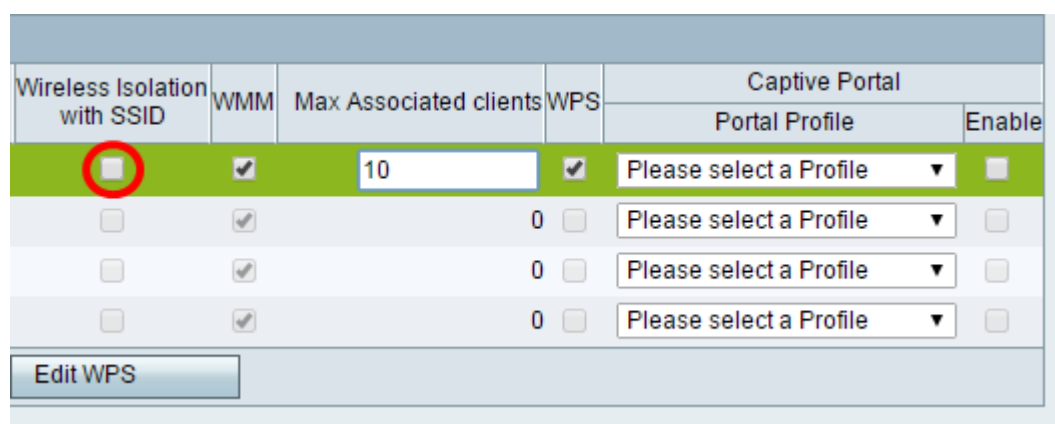 Wireless Isolation with SSID WMM Max Associated clients WPS Captive Portal
Portal Profile Enable
10 Please select a Profile
0 Please select a Profile
0 Please select a Profile
0 Please select a Profile
Edit WPS